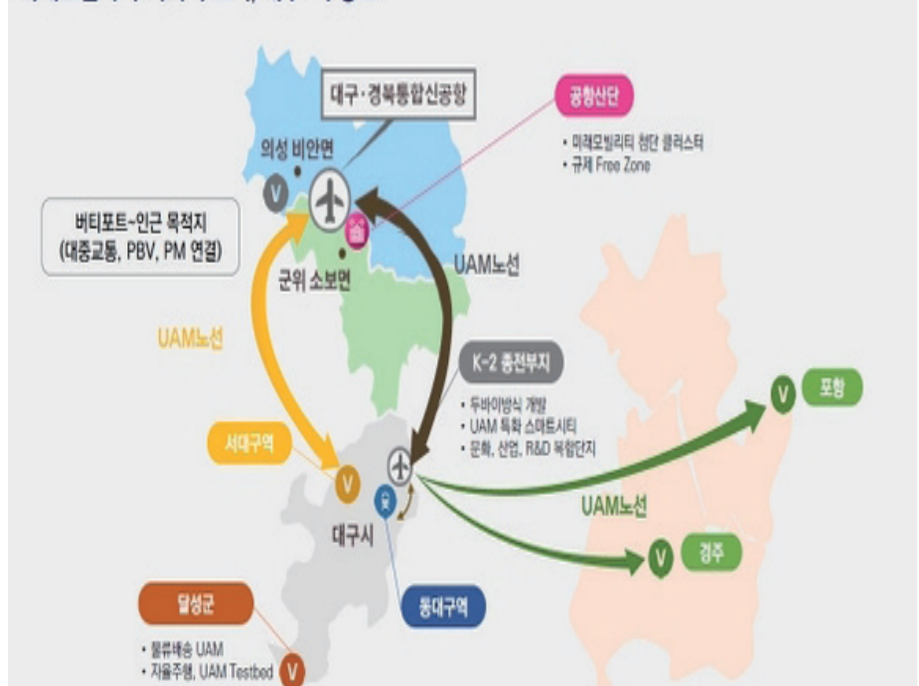 대구·경북통합신공항
공항산단
• 미래모빌리티 첨단 클러스터
• 규제 Free Zone
의성 비안면
V
버티포트~인근 목적지
(대중교통, PBV, PM 연결)
군위 소보면
UAM노선
UAM노선
K-2 종전부지
• 두바이방식 개발
• UAM 특화 스마트시티
• 문화, 산업, R&D 복합단지
V
포항
서대구역
V
대구시
UAM노선
V
경주
달성군
• 물류배송 UAM
• 자율주행, UAM Testbed
V
동대구역